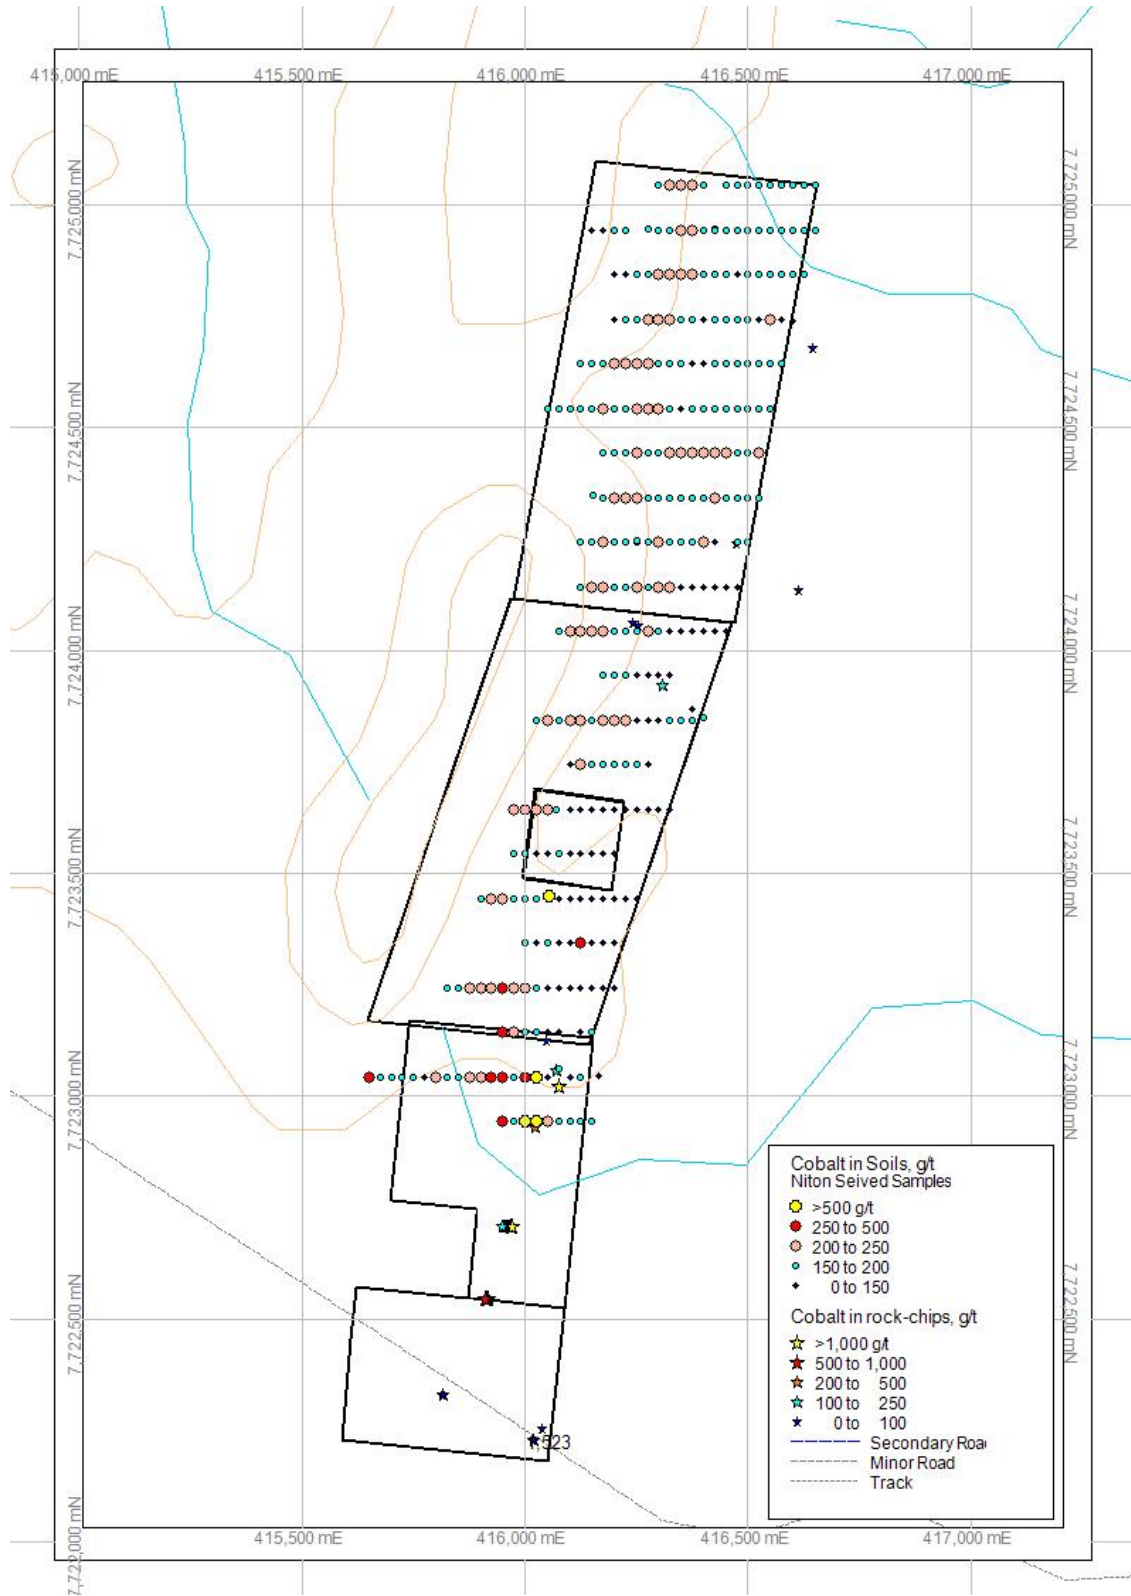 415,000 mE 415,500 mE 416,000 mE 416,500 mE 417,000 mE
7,725,000 mN 7,725,000 mN
7,724,500 mN 7,724,500 mN
7,724,000 mN 7,724,000 mN
7,723,500 mN 7,723,500 mN
7,723,000 mN 7,723,000 mN
7,722,500 mN 7,722,500 mN
7,722,000 mN
Cobalt in Soils, g/t
Niton Seived Samples
>500 g/t
250 to 500
200 to 250
150 to 200
0 to 150
Cobalt in rock-chips, g/t
>1,000 g/t
500 to 1,000
200 to 500
100 to 250
0 to 100
Secondary Roa
Minor Road
Track
523
415,500 mE 416,000 mE 416,500 mE 417,000 mE